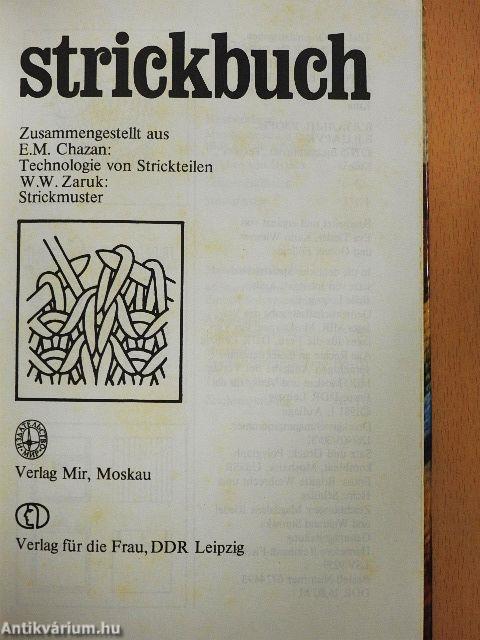 strickbuch
Zusammengestellt aus
E.M. Chazan:
Technologie von Strickteilen
W.W. Zaruk:
Strickmuster
Verlag Mir, Moskau
Verlag für die Frau, DDR Leipzig
Antikvárium.hu